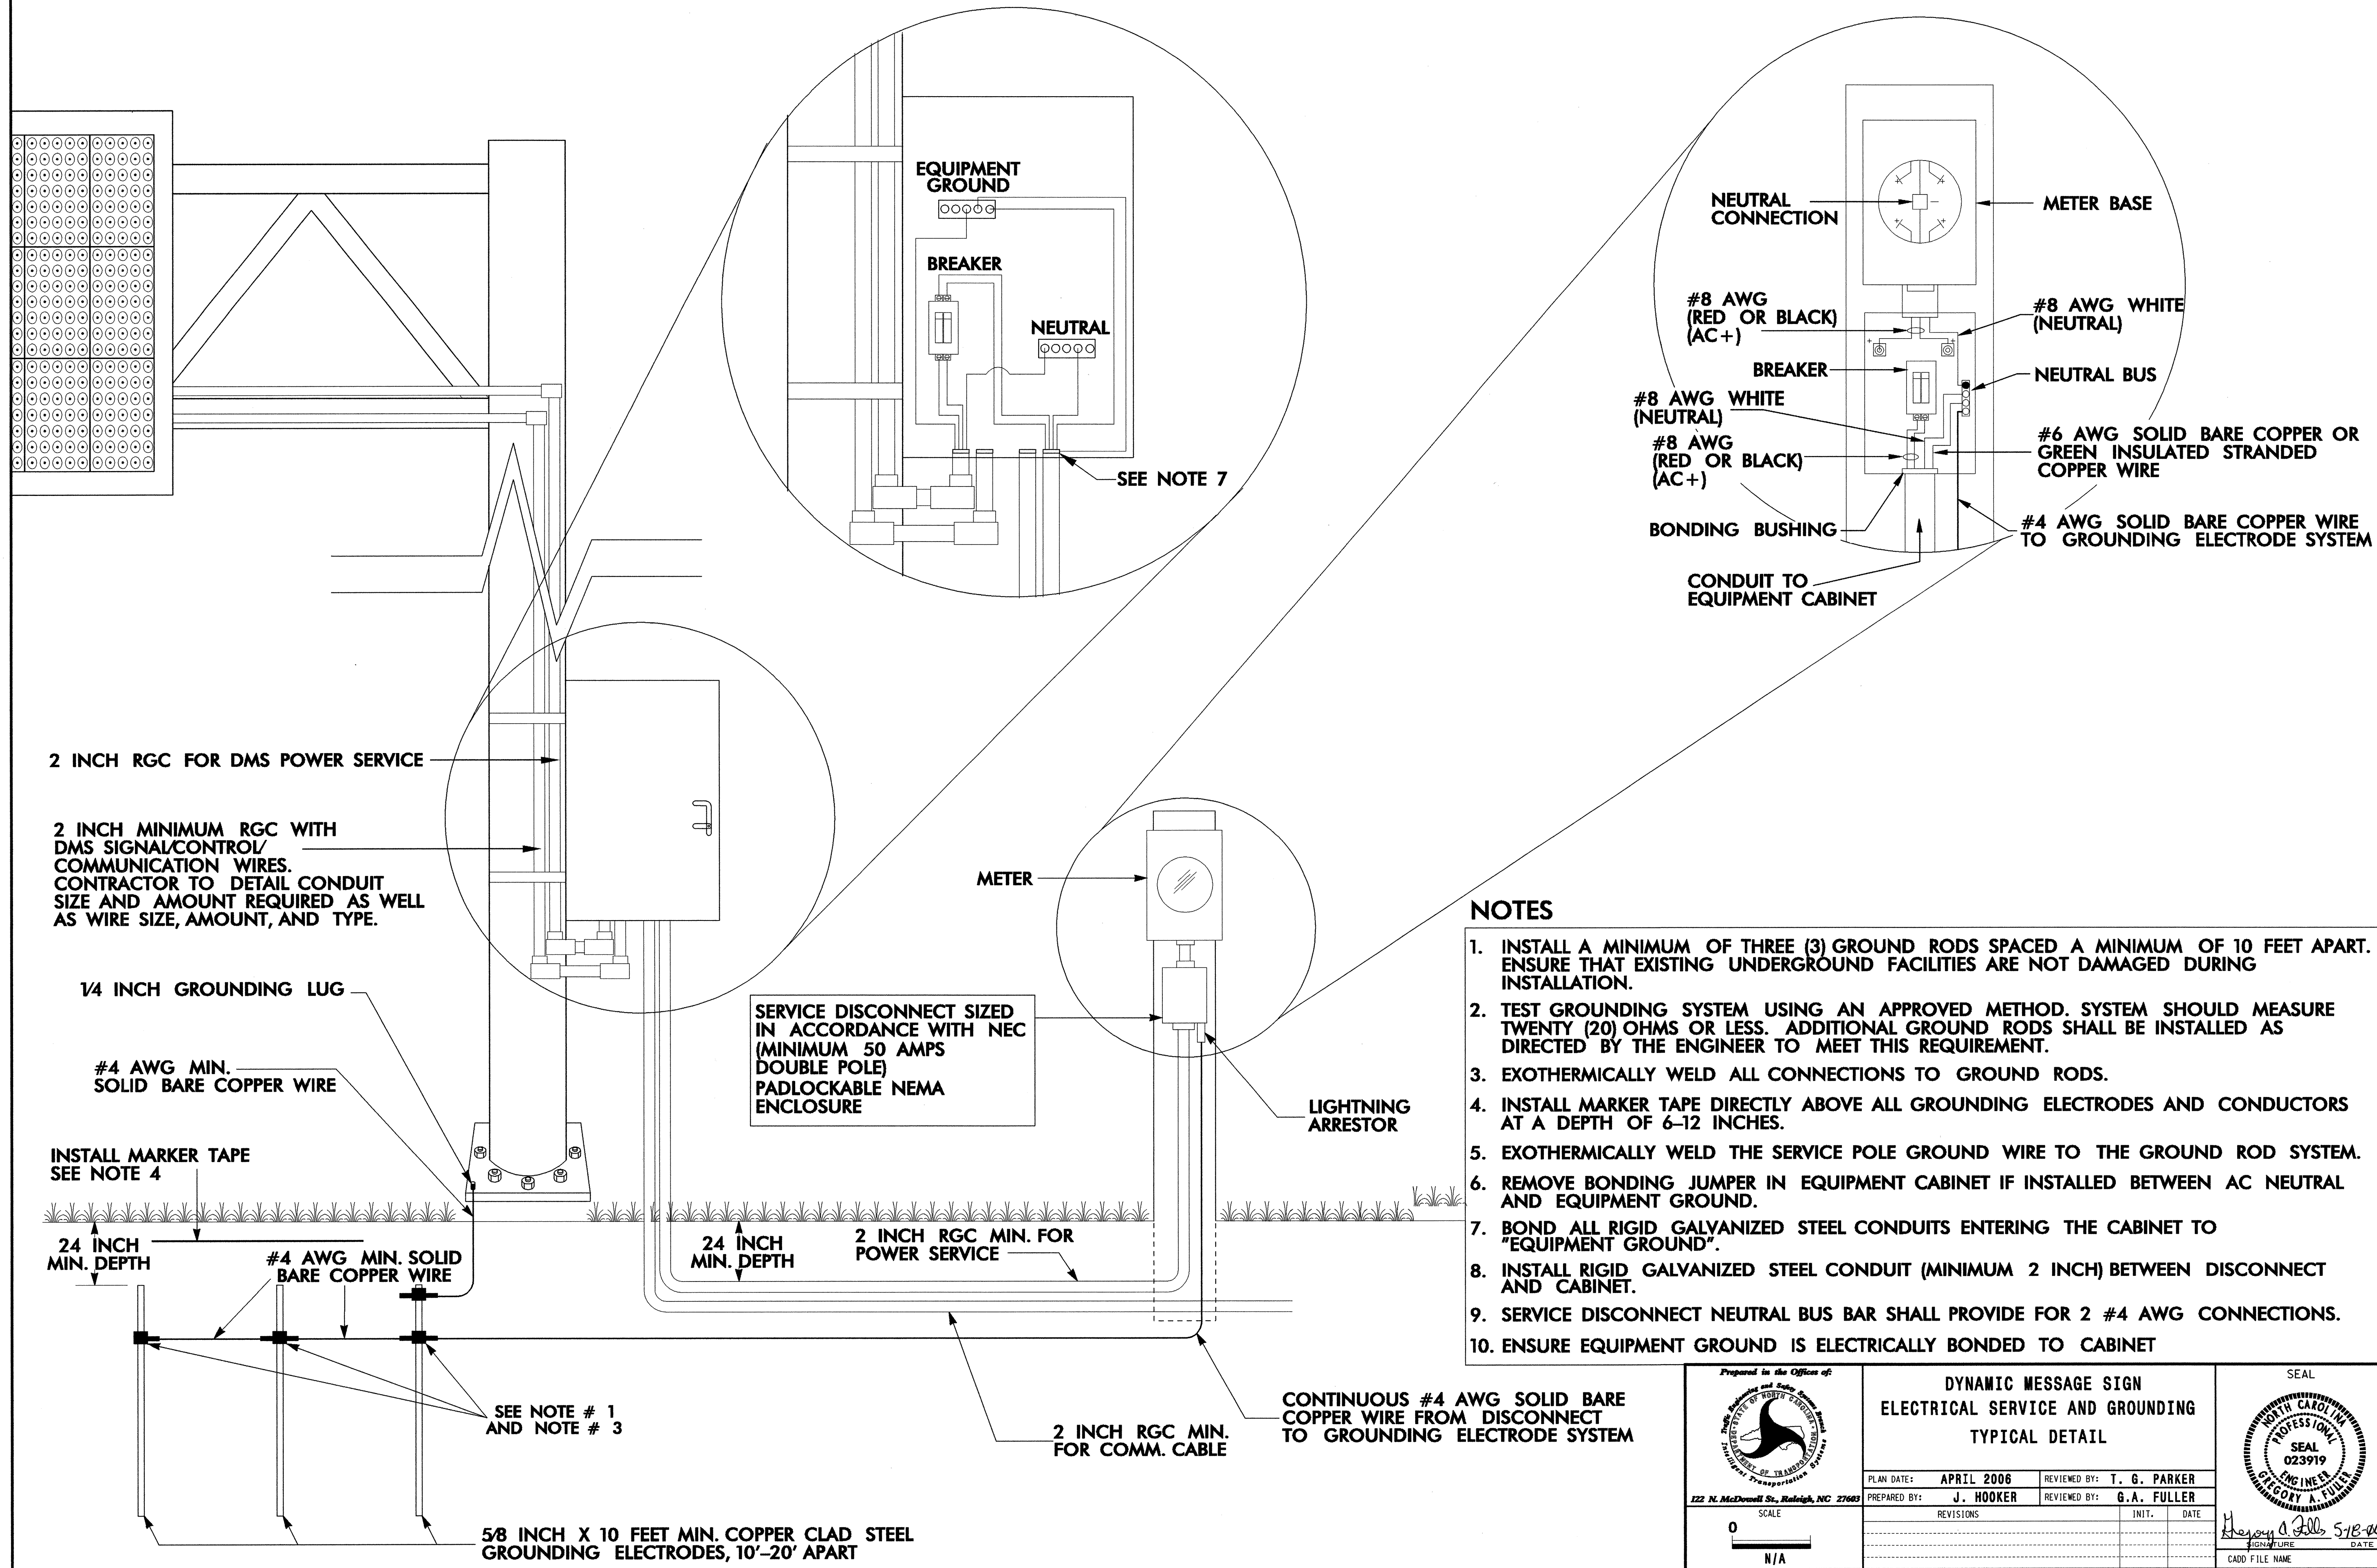 EQUIPMENT
GROUND
BREAKER
NEUTRAL
SEE NOTE 7
NEUTRAL
CONNECTION
METER BASE
#8 AWG
(RED OR BLACK)
(AC+)
#8 AWG WHITE
(NEUTRAL)
BREAKER
NEUTRAL BUS
#8 AWG WHITE
(NEUTRAL)
#8 AWG
(RED OR BLACK)
(AC+)
#6 AWG SOLID BARE COPPER OR
GREEN INSULATED STRANDED
COPPER WIRE
BONDING BUSHING
#4 AWG SOLID BARE COPPER WIRE
TO GROUNDING ELECTRODE SYSTEM
CONDUIT TO
EQUIPMENT CABINET
2 INCH RGC FOR DMS POWER SERVICE
2 INCH MINIMUM RGC WITH
DMS SIGNAL/CONTROL/
COMMUNICATION WIRES.
CONTRACTOR TO DETAIL CONDUIT
SIZE AND AMOUNT REQUIRED AS WELL
AS WIRE SIZE, AMOUNT, AND TYPE.
1/4 INCH GROUNDING LUG
#4 AWG MIN.
SOLID BARE COPPER WIRE
INSTALL MARKER TAPE
SEE NOTE 4
24 INCH
MIN. DEPTH
#4 AWG MIN. SOLID
BARE COPPER WIRE
SEE NOTE # 1
AND NOTE # 3
5/8 INCH X 10 FEET MIN. COPPER CLAD STEEL
GROUNDING ELECTRODES, 10'-20' APART
METER
SERVICE DISCONNECT SIZED
IN ACCORDANCE WITH NEC
(MINIMUM 50 AMPS
DOUBLE POLE)
PADLOCKABLE NEMA
ENCLOSURE
LIGHTNING
ARRESTOR
24 INCH
MIN. DEPTH
2 INCH RGC MIN. FOR
POWER SERVICE
2 INCH RGC MIN.
FOR COMM. CABLE
CONTINUOUS #4 AWG SOLID BARE
COPPER WIRE FROM DISCONNECT
TO GROUNDING ELECTRODE SYSTEM
NOTES
1. INSTALL A MINIMUM OF THREE (3) GROUND RODS SPACED A MINIMUM OF 10 FEET APART.
ENSURE THAT EXISTING UNDERGROUND FACILITIES ARE NOT DAMAGED DURING
INSTALLATION.
2. TEST GROUNDING SYSTEM USING AN APPROVED METHOD. SYSTEM SHOULD MEASURE
TWENTY (20) OHMS OR LESS. ADDITIONAL GROUND RODS SHALL BE INSTALLED AS
DIRECTED BY THE ENGINEER TO MEET THIS REQUIREMENT.
3. EXOTHERMICALLY WELD ALL CONNECTIONS TO GROUND RODS.
4. INSTALL MARKER TAPE DIRECTLY ABOVE ALL GROUNDING ELECTRODES AND CONDUCTORS
AT A DEPTH OF 6-12 INCHES.
5. EXOTHERMICALLY WELD THE SERVICE POLE GROUND WIRE TO THE GROUND ROD SYSTEM.
6. REMOVE BONDING JUMPER IN EQUIPMENT CABINET IF INSTALLED BETWEEN AC NEUTRAL
AND EQUIPMENT GROUND.
7. BOND ALL RIGID GALVANIZED STEEL CONDUITS ENTERING THE CABINET TO
"EQUIPMENT GROUND".
8. INSTALL RIGID GALVANIZED STEEL CONDUIT (MINIMUM 2 INCH) BETWEEN DISCONNECT
AND CABINET.
9. SERVICE DISCONNECT NEUTRAL BUS BAR SHALL PROVIDE FOR 2 #4 AWG CONNECTIONS.
10. ENSURE EQUIPMENT GROUND IS ELECTRICALLY BONDED TO CABINET
Prepared in the Offices of:
Traffic Engineering and Safety Systems Branch
Intelligent Transportation Systems
STATE OF NORTH CAROLINA
DEPARTMENT OF TRANSPORTATION
122 N. McDowell St., Raleigh, NC 27603
SCALE
0
N/A
DYNAMIC MESSAGE SIGN
ELECTRICAL SERVICE AND GROUNDING
TYPICAL DETAIL
PLAN DATE: APRIL 2006
REVIEWED BY: T. G. PARKER
PREPARED BY: J. HOOKER
REVIEWED BY: G.A. FULLER
REVISIONS INIT. DATE
SEAL
NORTH CAROLINA
PROFESSIONAL
SEAL
023919
ENGINEER
GREGORY A. FULLER
SIGNATURE DATE
CADD FILE NAME